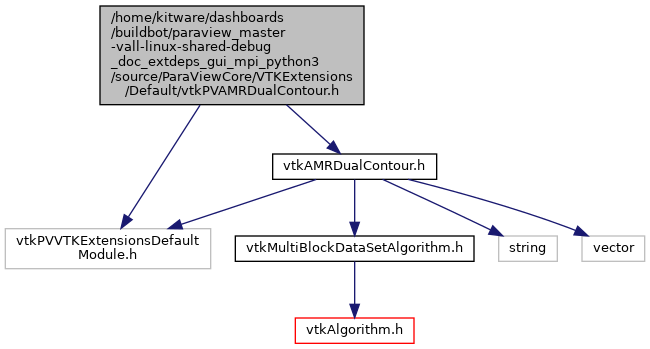 /home/kitware/dashboards
/buildbot/paraview_master
-vall-linux-shared-debug
_doc_extdeps_gui_mpi_python3
/source/ParaViewCore/VTKExtensions
/Default/vtkPVAMRDualContour.h
vtkAMRDualContour.h
vtkPVVTKExtensionsDefault
Module.h
vtkMultiBlockDataSetAlgorithm.h
string
vector
vtkAlgorithm.h